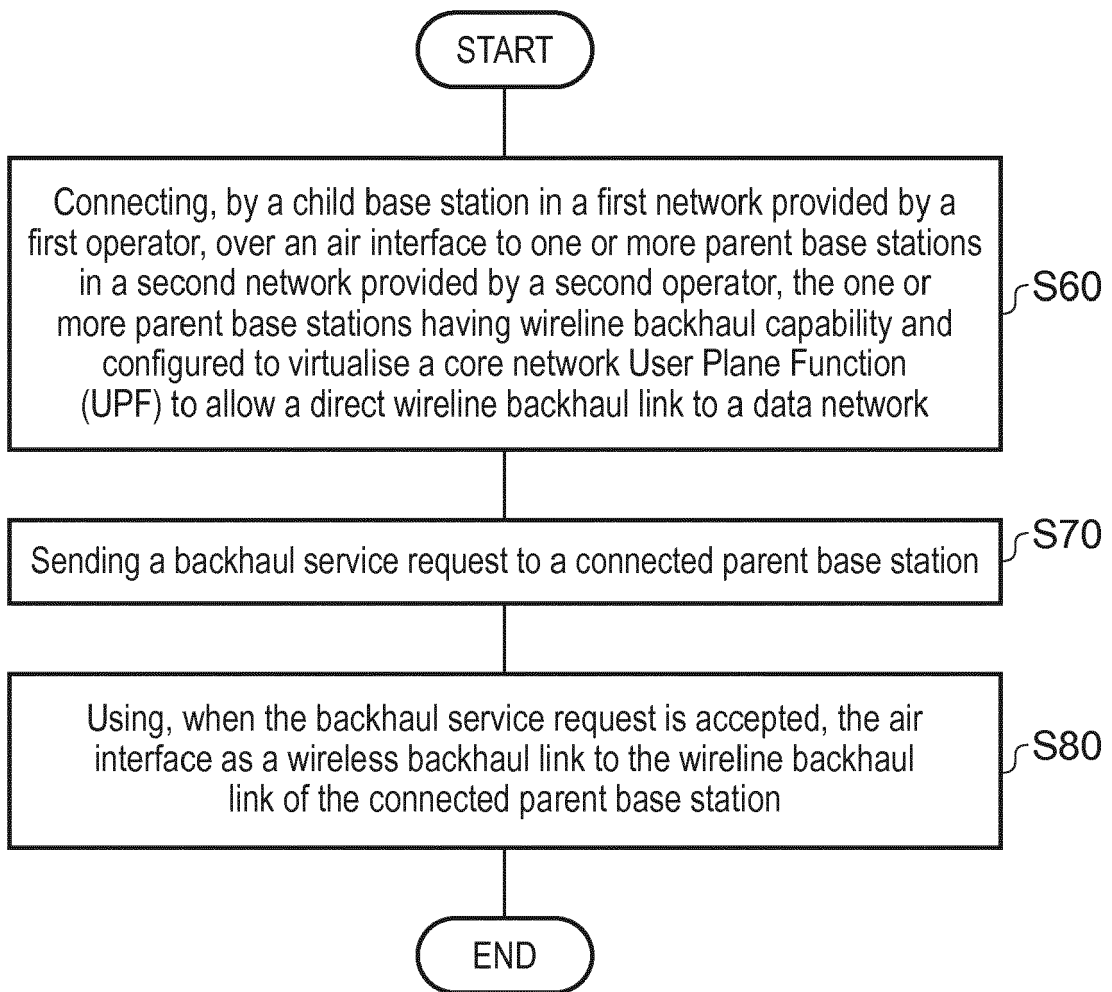 START
Connecting, by a child base station in a first network provided by a
first operator, over an air interface to one or more parent base stations
in a second network provided by a second operator, the one or
more parent base stations having wireline backhaul capability and
configured to virtualise a core network User Plane Function
(UPF) to allow a direct wireline backhaul link to a data network
S60
Sending a backhaul service request to a connected parent base station
S70
Using, when the backhaul service request is accepted, the air
interface as a wireless backhaul link to the wireline backhaul
link of the connected parent base station
S80
END